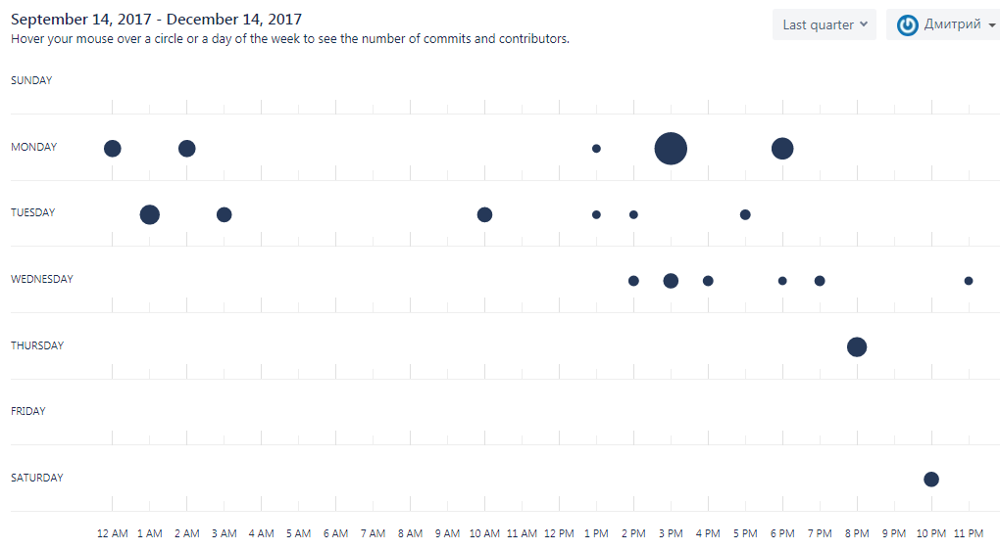 September 14, 2017 - December 14, 2017
Hover your mouse over a circle or a day of the week to see the number of commits and contributors.
Last quarter
Дмитрий
SUNDAY
MONDAY
TUESDAY
WEDNESDAY
THURSDAY
FRIDAY
SATURDAY
12 AM 1 AM 2 AM 3 AM 4 AM 5 AM 6 AM 7 AM 8 AM 9 AM 10 AM 11 AM 12 PM 1 PM 2 PM 3 PM 4 PM 5 PM 6 PM 7 PM 8 PM 9 PM 10 PM 11 PM